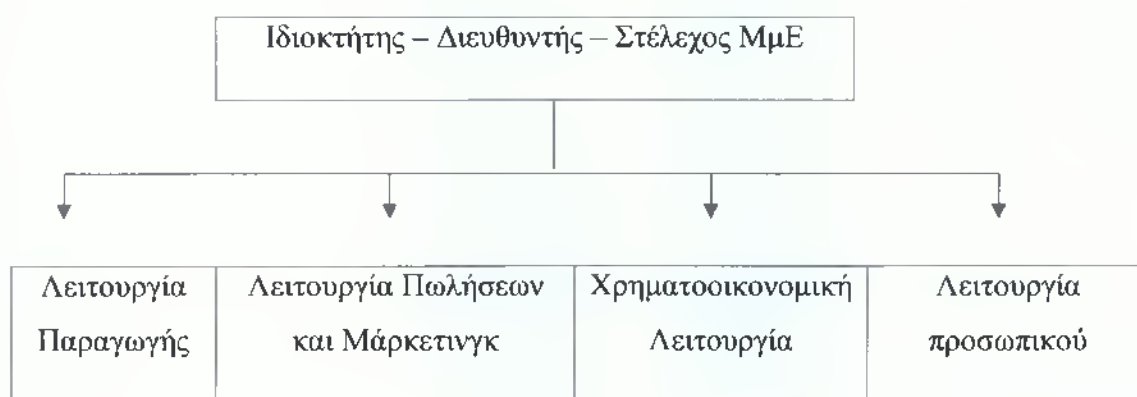 Ιδιοκτήτης – Διευθυντής – Στέλεχος ΜμΕ
Λειτουργία
Παραγωγής
Λειτουργία Πωλήσεων
και Μάρκετινγκ
Χρηματοοικονομική
Λειτουργία
Λειτουργία
προσωπικού